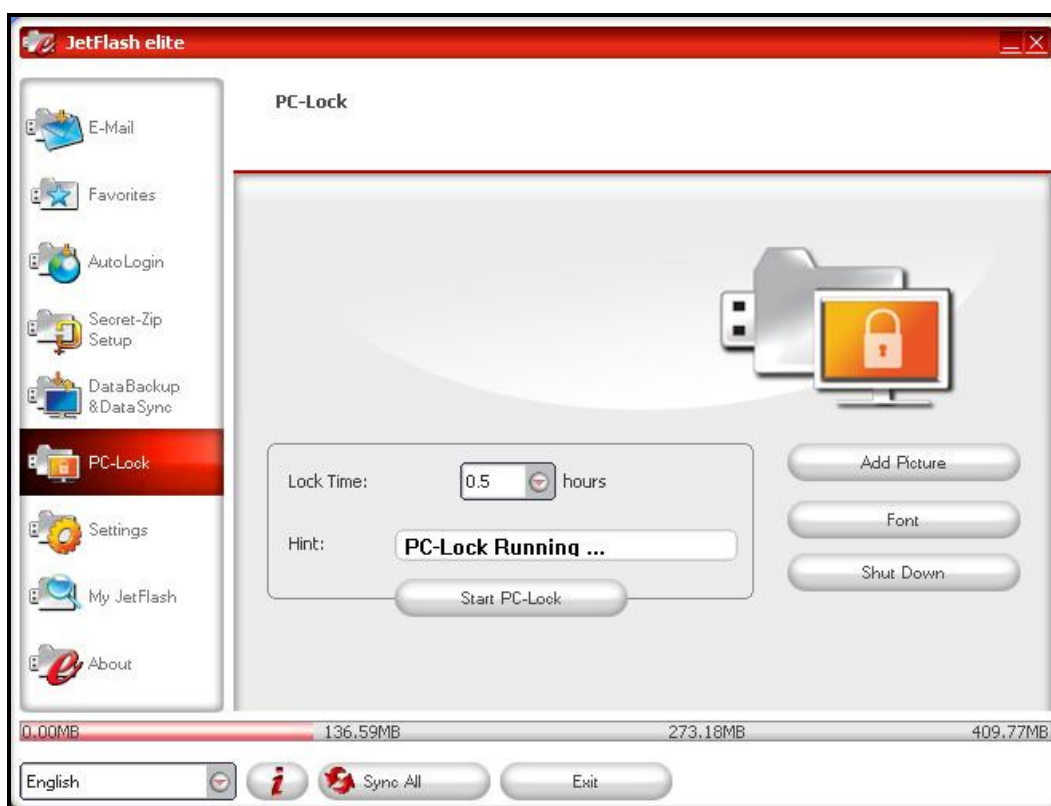 JetFlash elite
E-Mail
Favorites
AutoLogin
Secret-Zip
Setup
DataBackup
&DataSync
PC-Lock
Settings
My JetFlash
About
PC-Lock
Lock Time:
0.5
hours
Hint:
PC-Lock Running ...
Start PC-Lock
Add Picture
Font
Shut Down
0.00MB
136.59MB
273.18MB
409.77MB
English
i
Sync All
Exit